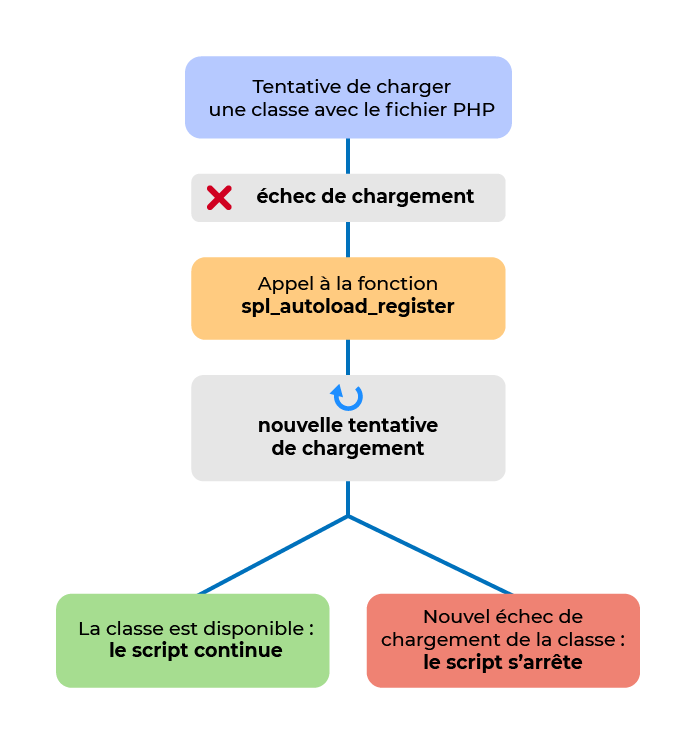 Tentative de charger
une classe avec le fichier PHP
échec de chargement
Appel à la fonction
spl_autoload_register
nouvelle tentative
de chargement
La classe est disponible :
le script continue
Nouvel échec de
chargement de la classe :
le script s’arrête